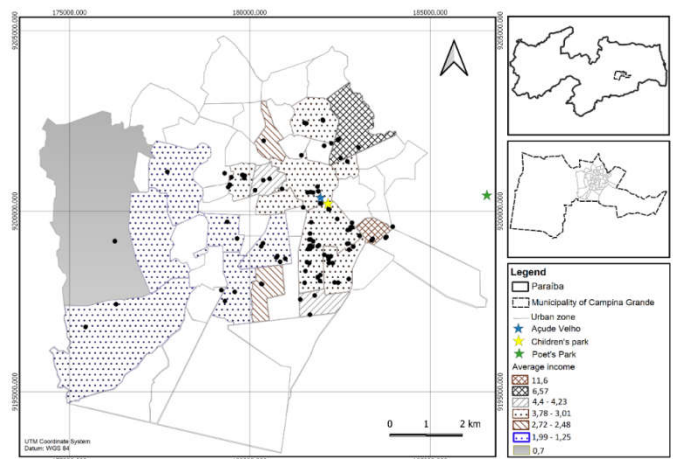 175000,000 180000,000 185000,000
9205000,000 9205000,000
9200000,000 9200000,000
9195000,000 9195000,000
UTM Coordinate System
Datum: WGS 84
0 1 2 km
Legend
Paraíba
Municipality of Campina Grande
Urban zone
Açude Velho
Children's park
Poet's Park
Average income
11,6
6,57
4,4 - 4,23
3,78 - 3,01
2,72 - 2,48
1,99 - 1,25
0,7